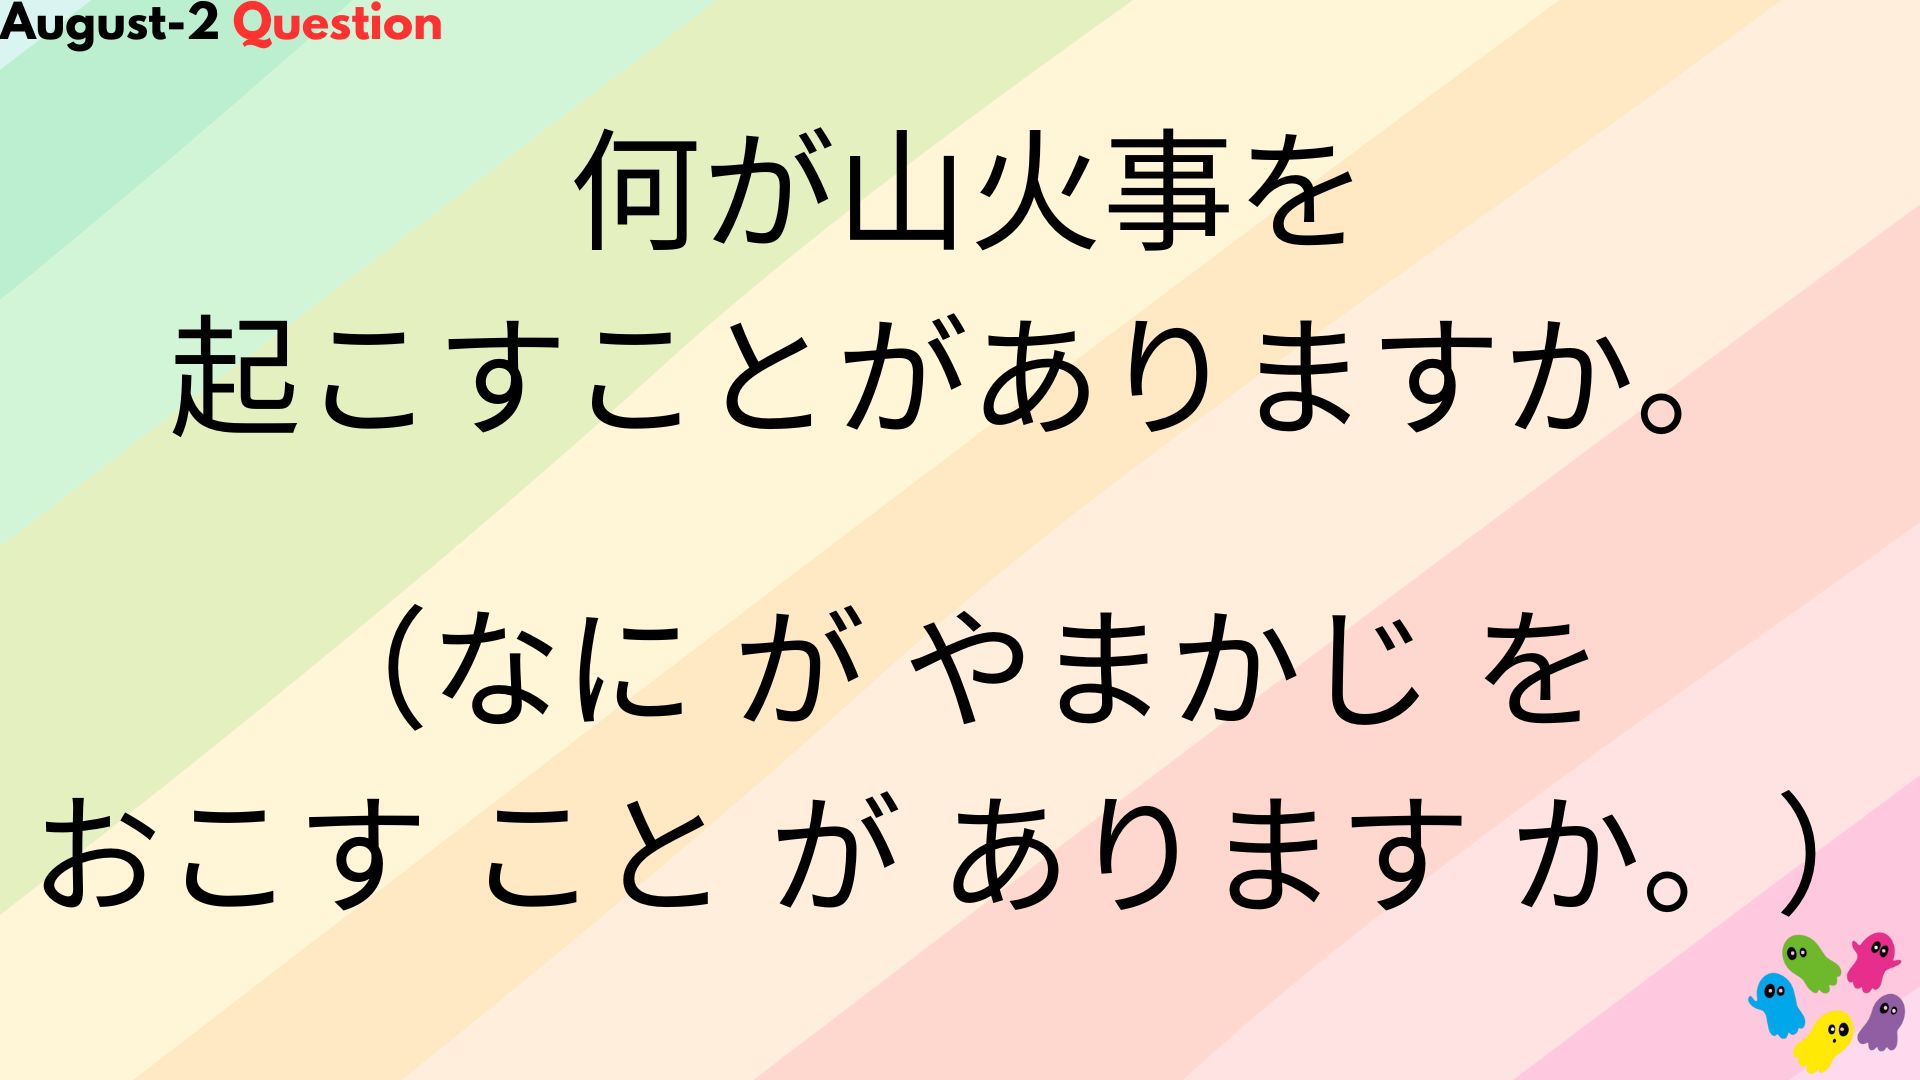 August-2 Question
何が山火事を
起こすことがありますか。
（なに が やまかじ を
おこす こと が あります か。）